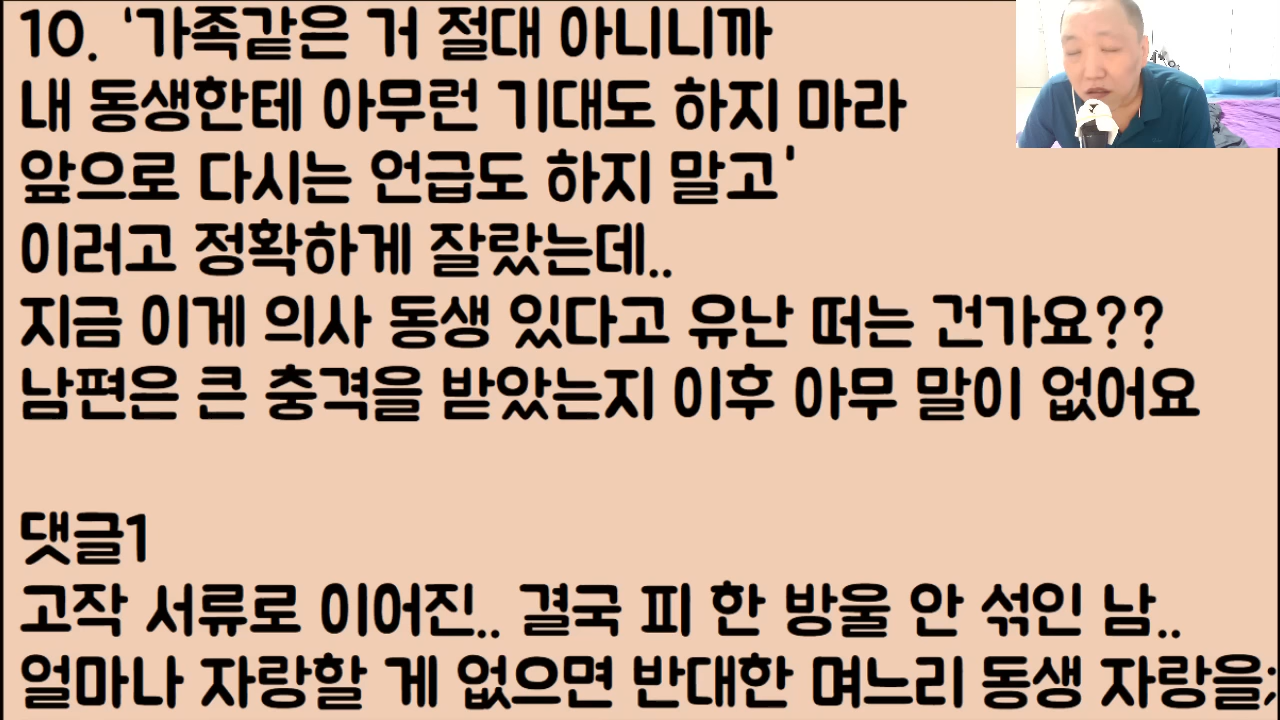 10. '가족같은 거 절대 아니니까
내 동생한테 아무런 기대도 하지 마라
앞으로 다시는 언급도 하지 말고'
이러고 정확하게 잘랐는데..
지금 이게 의사 동생 있다고 유난 떠는 건가요??
남편은 큰 충격을 받았는지 이후 아무 말이 없어요
댓글1
고작 서류로 이어진.. 결국 피 한 방울 안 섞인 남..
얼마나 자랑할 게 없으면 반대한 며느리 동생 자랑을;